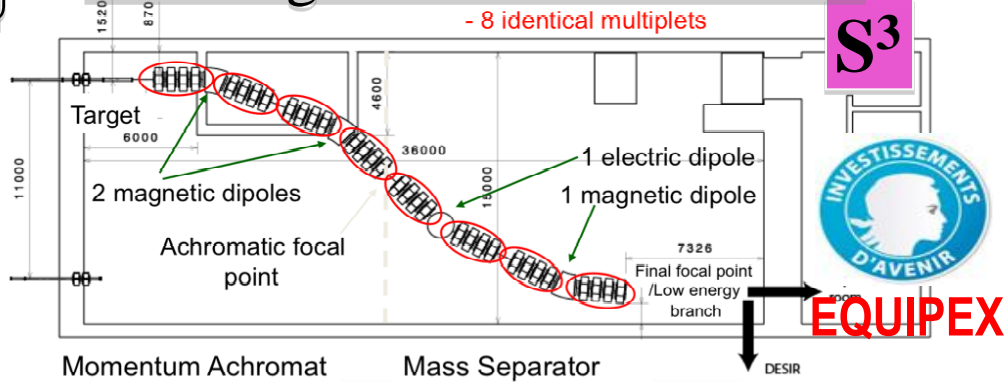 - 8 identical multiplets
S³
1520
870
4600
Target
6000
36000
11000
15000
2 magnetic dipoles
1 electric dipole
1 magnetic dipole
Achromatic focal
point
7326
Final focal point
/Low energy
branch
room
INVESTISSEMENTS
D'AVENIR
EQUIPEX
Momentum Achromat
Mass Separator
DESIR